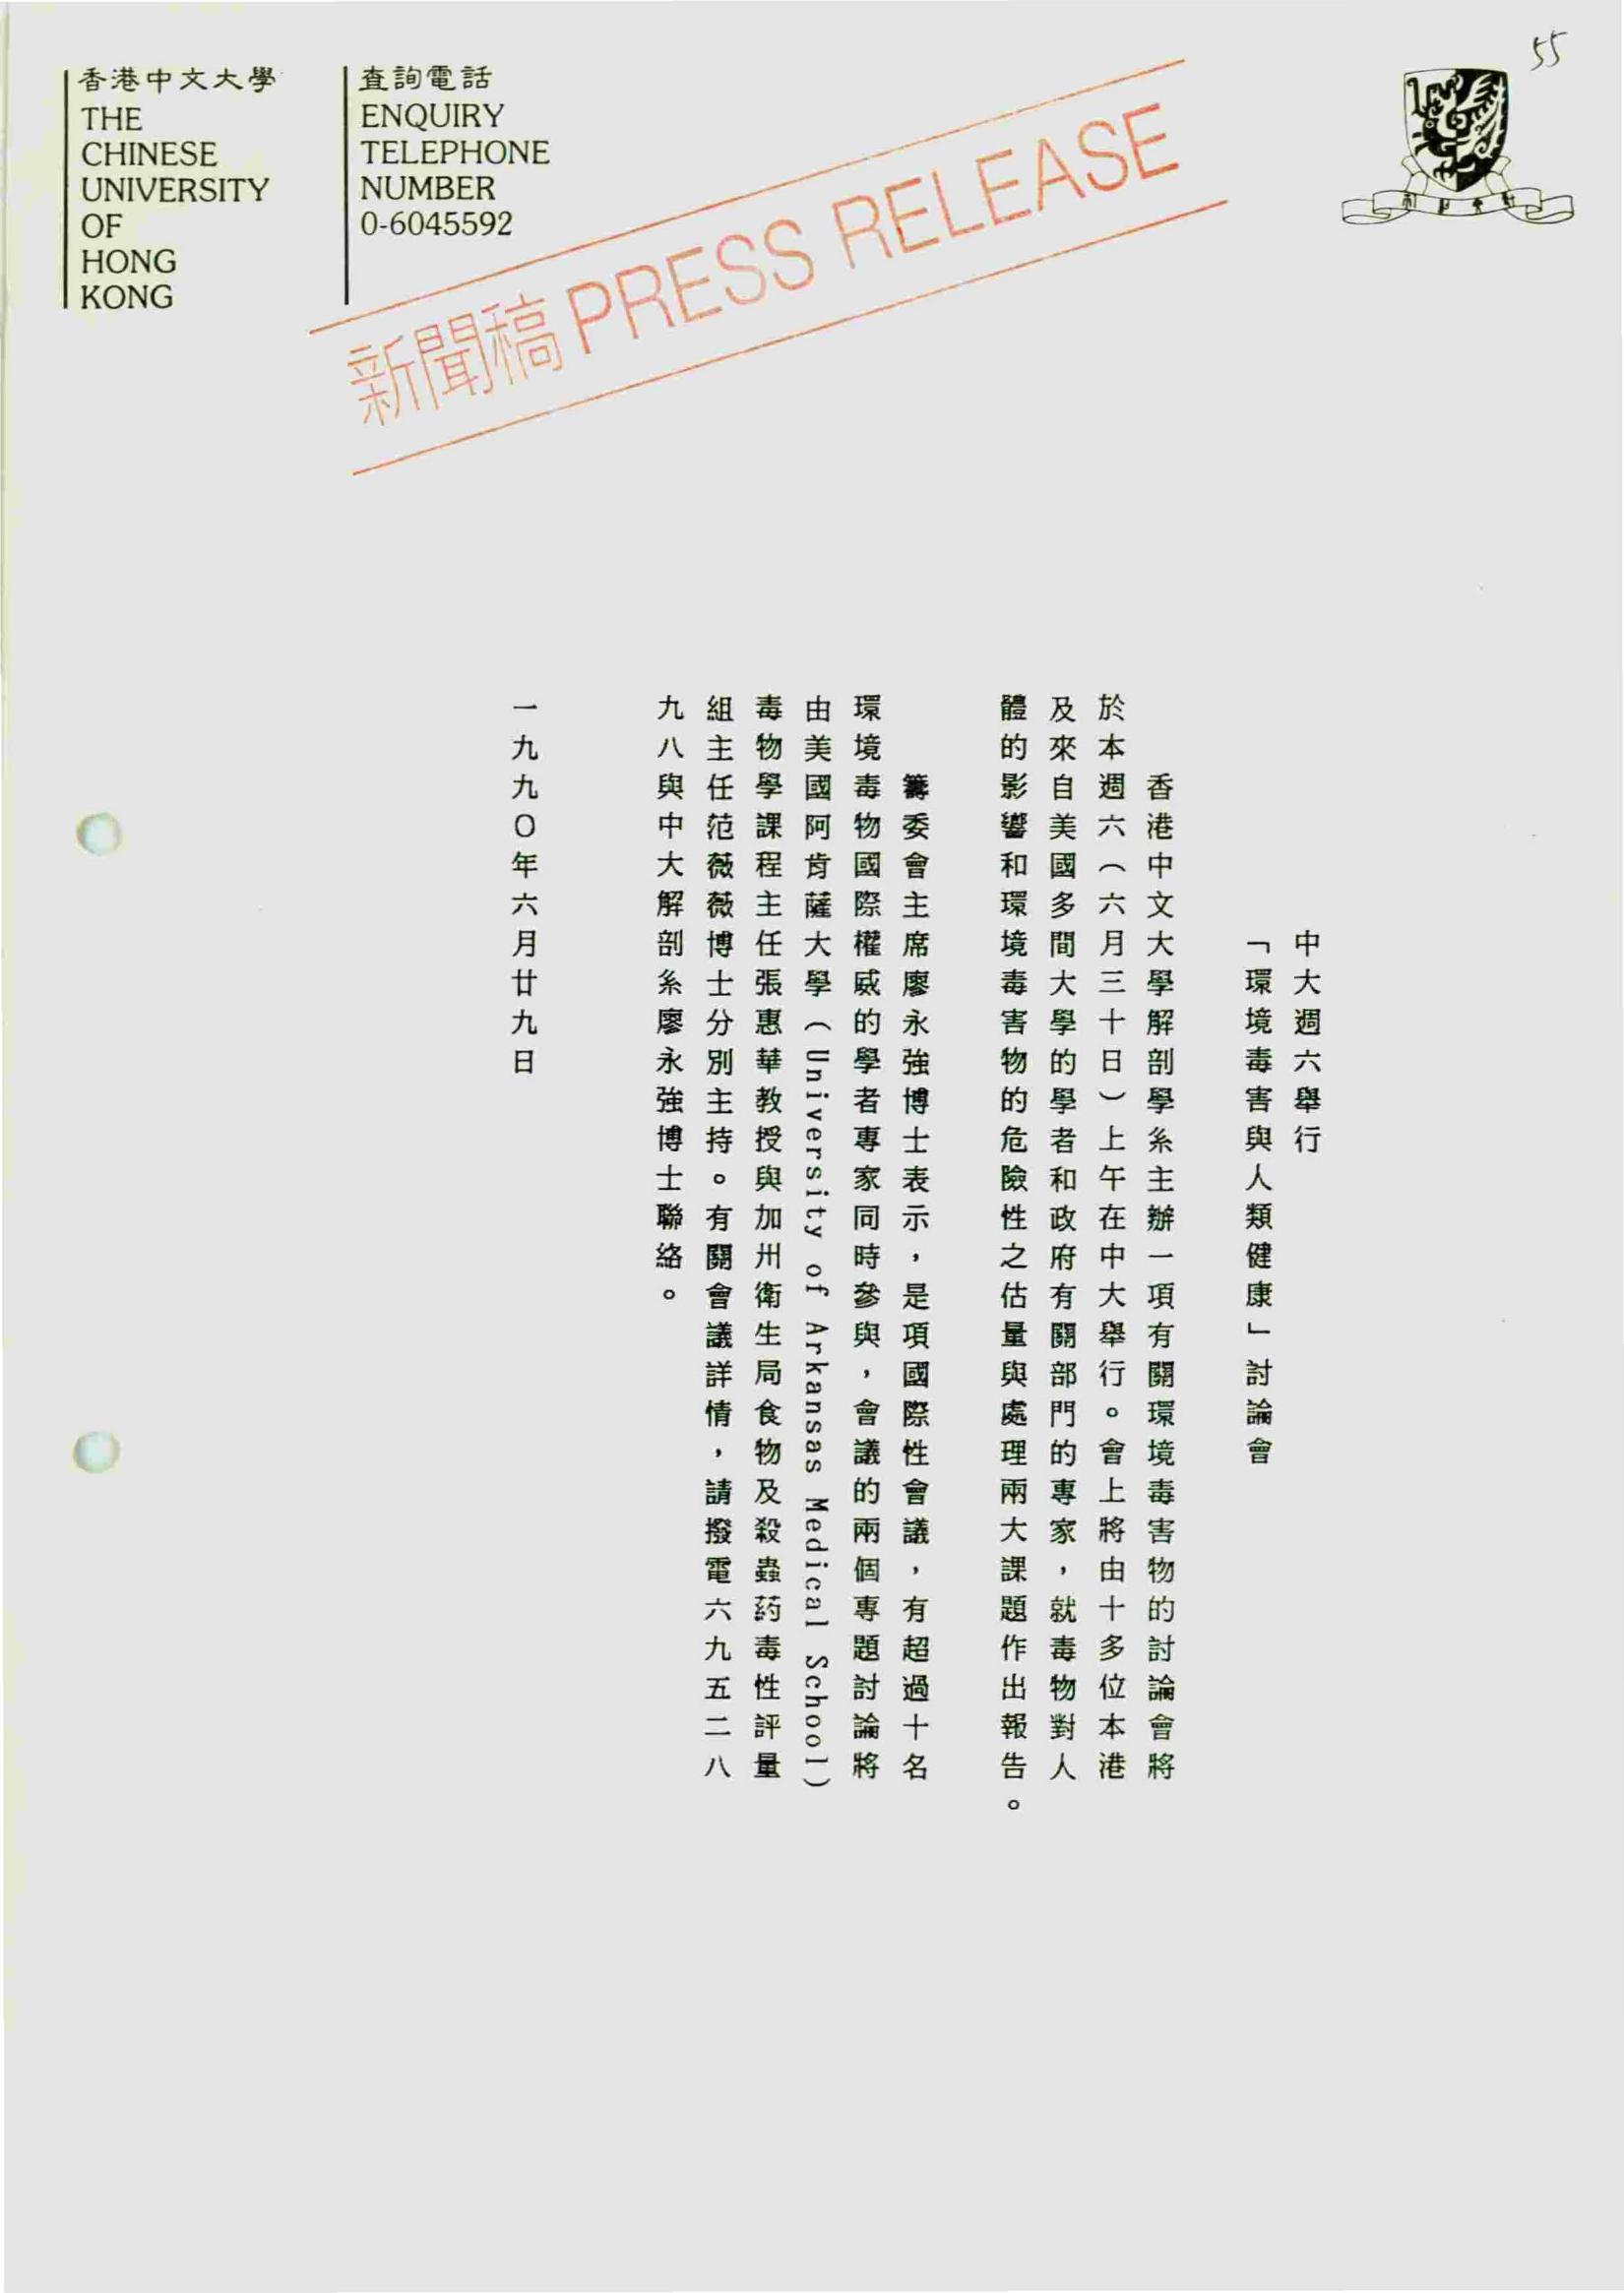 55
香港中文大學
THE
CHINESE
UNIVERSITY
OF
HONG
KONG
查詢電話
ENQUIRY
TELEPHONE
NUMBER
0-6045592
新聞稿 PRESS RELEASE
中大週六舉行
「環境毒害與人類健康」討論會
香港中文大學解剖學系主辦一項有關環境毒害物的討論會將
於本週六（六月三十日）上午在中大舉行。會上將由十多位本港
及來自美國多間大學的學者和政府有關部門的專家，就毒物對人
體的影響和環境毒害物的危險性之估量與處理兩大課題作出報告。
籌委會主席廖永強博士表示，是項國際性會議，有超過十名
環境毒物國際權威的學者專家同時參與，會議的兩個專題討論將
由美國阿肯薩大學（University of Arkansas Medical School）
毒物學課程主任張惠華教授與加州衛生局食物及殺蟲葯毒性評量
組主任范薇薇博士分別主持。有關會議詳情，請撥電六九五二八
九八與中大解剖系廖永強博士聯絡。
一九九〇年六月廿九日